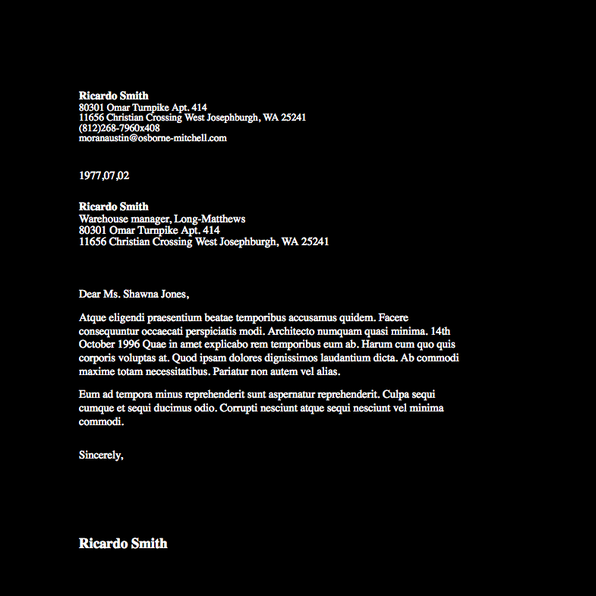 Ricardo Smith
80301 Omar Turnpike Apt. 414
11656 Christian Crossing West Josephburgh, WA 25241
(812)268-7960x408
moranaustin@osborne-mitchell.com
1977,07,02
Ricardo Smith
Warehouse manager, Long-Matthews
80301 Omar Turnpike Apt. 414
11656 Christian Crossing West Josephburgh, WA 25241
Dear Ms. Shawna Jones,
Atque eligendi praesentium beatae temporibus accusamus quidem. Facere
consequuntur occaecati perspiciatis modi. Architecto numquam quasi minima. 14th
October 1996 Quae in amet explicabo rem temporibus eum ab. Harum cum quo quis
corporis voluptas at. Quod ipsam dolores dignissimos laudantium dicta. Ab commodi
maxime totam necessitatibus. Pariatur non autem vel alias.
Eum ad tempora minus reprehenderit sunt aspernatur reprehenderit. Culpa sequi
cumque et sequi ducimus odio. Corrupti nesciunt atque sequi nesciunt vel minima
commodi.
Sincerely,
Ricardo Smith